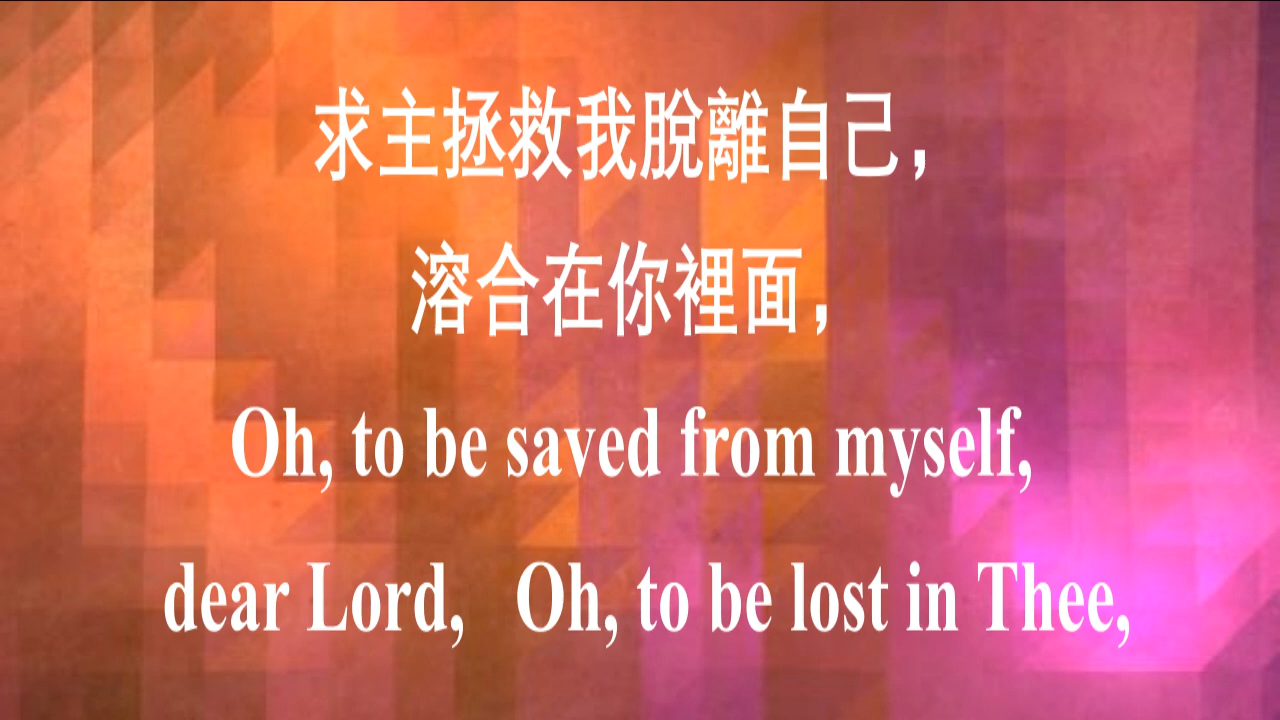 求主拯救我脫離自己，
溶合在你裡面，
Oh, to be saved from myself,
dear Lord,   Oh, to be lost in Thee,